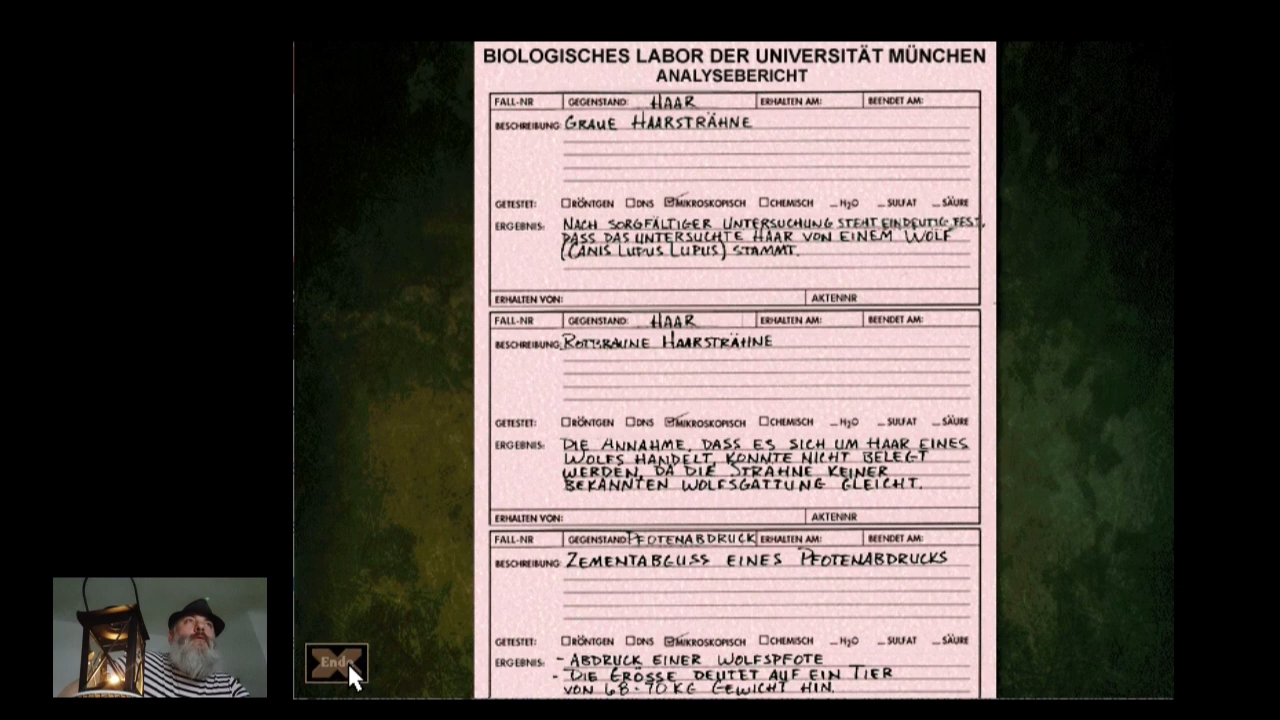 BIOLOGISCHES LABOR DER UNIVERSITÄT MÜNCHEN
ANALYSEBERICHT
FALL-NR GEGENSTAND: HAAR ERHALTEN AM: BEENDET AM:
BESCHREIBUNG: GRAUE HAARSTRÄHNE
GETESTET: RÖNTGEN DNS MIKROSKOPISCH CHEMISCH H2O SULFAT SÄURE
ERGEBNIS: NACH SORGFÄLTIGER UNTERSUCHUNG STEHT EINDEUTIG FEST,
DASS DAS UNTERSUCHTE HAAR VON EINEM WOLF
(CANIS LUPUS LUPUS) STAMMT.
ERHALTEN VON: AKTENNR
FALL-NR GEGENSTAND: HAAR ERHALTEN AM: BEENDET AM:
BESCHREIBUNG: ROTBRAUNE HAARSTRÄHNE
GETESTET: RÖNTGEN DNS MIKROSKOPISCH CHEMISCH H2O SULFAT SÄURE
ERGEBNIS: DIE ANNAHME, DASS ES SICH UM HAAR EINES
WOLFS HANDELT, KONNTE NICHT BELEGT
WERDEN, DA DIE STRÄHNE KEINER
BEKANNTEN WOLFSGATTUNG GLEICHT.
ERHALTEN VON: AKTENNR
FALL-NR GEGENSTAND: PFOTENABDRUCK ERHALTEN AM: BEENDET AM:
BESCHREIBUNG: ZEMENTABGUSS EINES PFOTENABDRUCKS
GETESTET: RÖNTGEN DNS MIKROSKOPISCH CHEMISCH H2O SULFAT SÄURE
ERGEBNIS: - ABDRUCK EINER WOLFSPFOTE
- DIE GRÖSSE DEUTET AUF EIN TIER
VON 68-70 KG GEWICHT HIN.
Ende